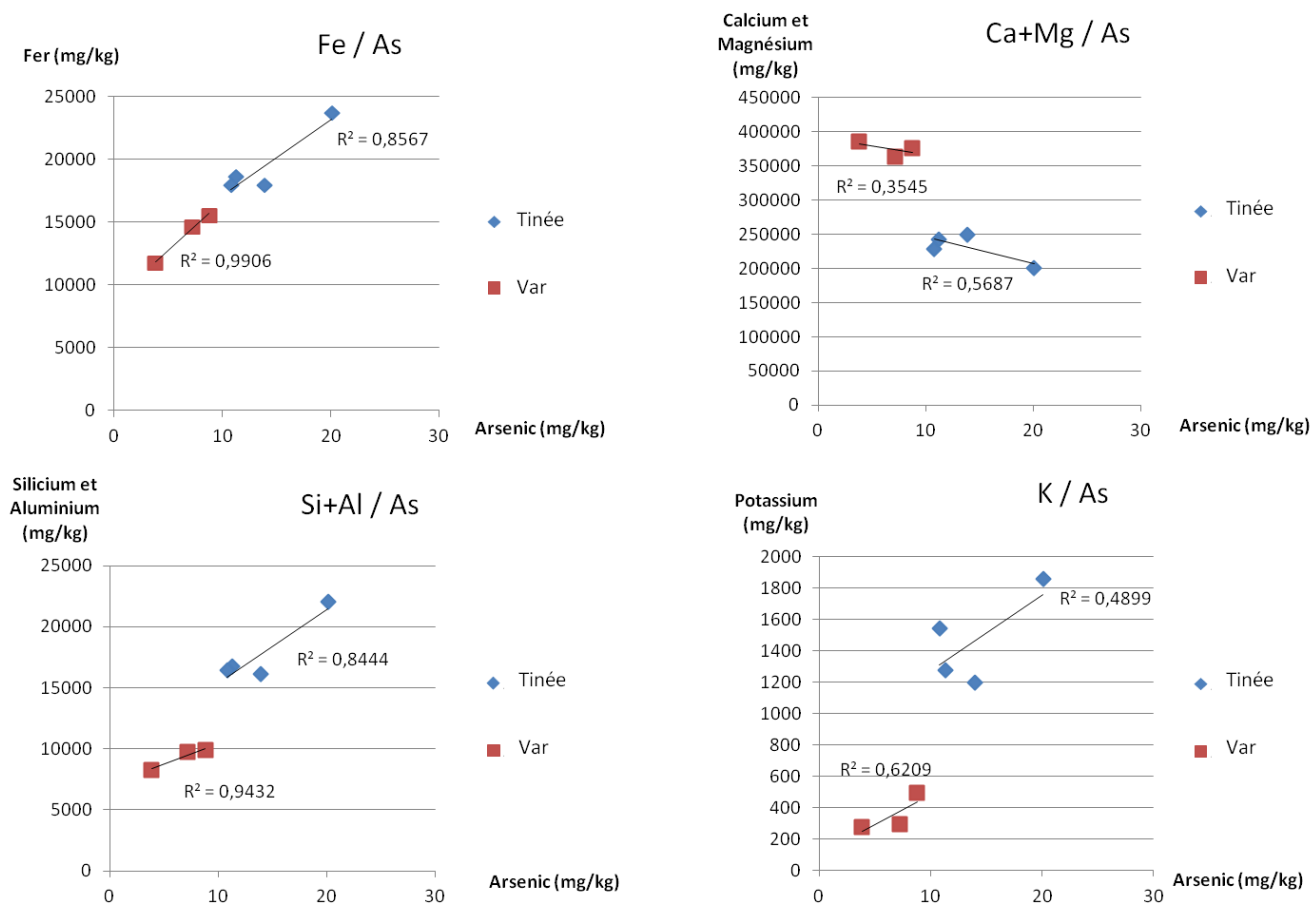 Fe / As
Fer (mg/kg)
25000
20000
15000
10000
5000
0
0
10
20
30
Arsenic (mg/kg)
R² = 0,8567
R² = 0,9906
Tinée
Var
Calcium et
Magnésium
(mg/kg)
Ca+Mg / As
450000
400000
350000
300000
250000
200000
150000
100000
50000
0
0
10
20
30
Arsenic (mg/kg)
R² = 0,3545
R² = 0,5687
Tinée
Var
Silicium et
Aluminium
(mg/kg)
Si+Al / As
25000
20000
15000
10000
5000
0
0
10
20
30
Arsenic (mg/kg)
R² = 0,8444
R² = 0,9432
Tinée
Var
Potassium
(mg/kg)
K / As
2000
1800
1600
1400
1200
1000
800
600
400
200
0
0
10
20
30
Arsenic (mg/kg)
R² = 0,4899
R² = 0,6209
Tinée
Var